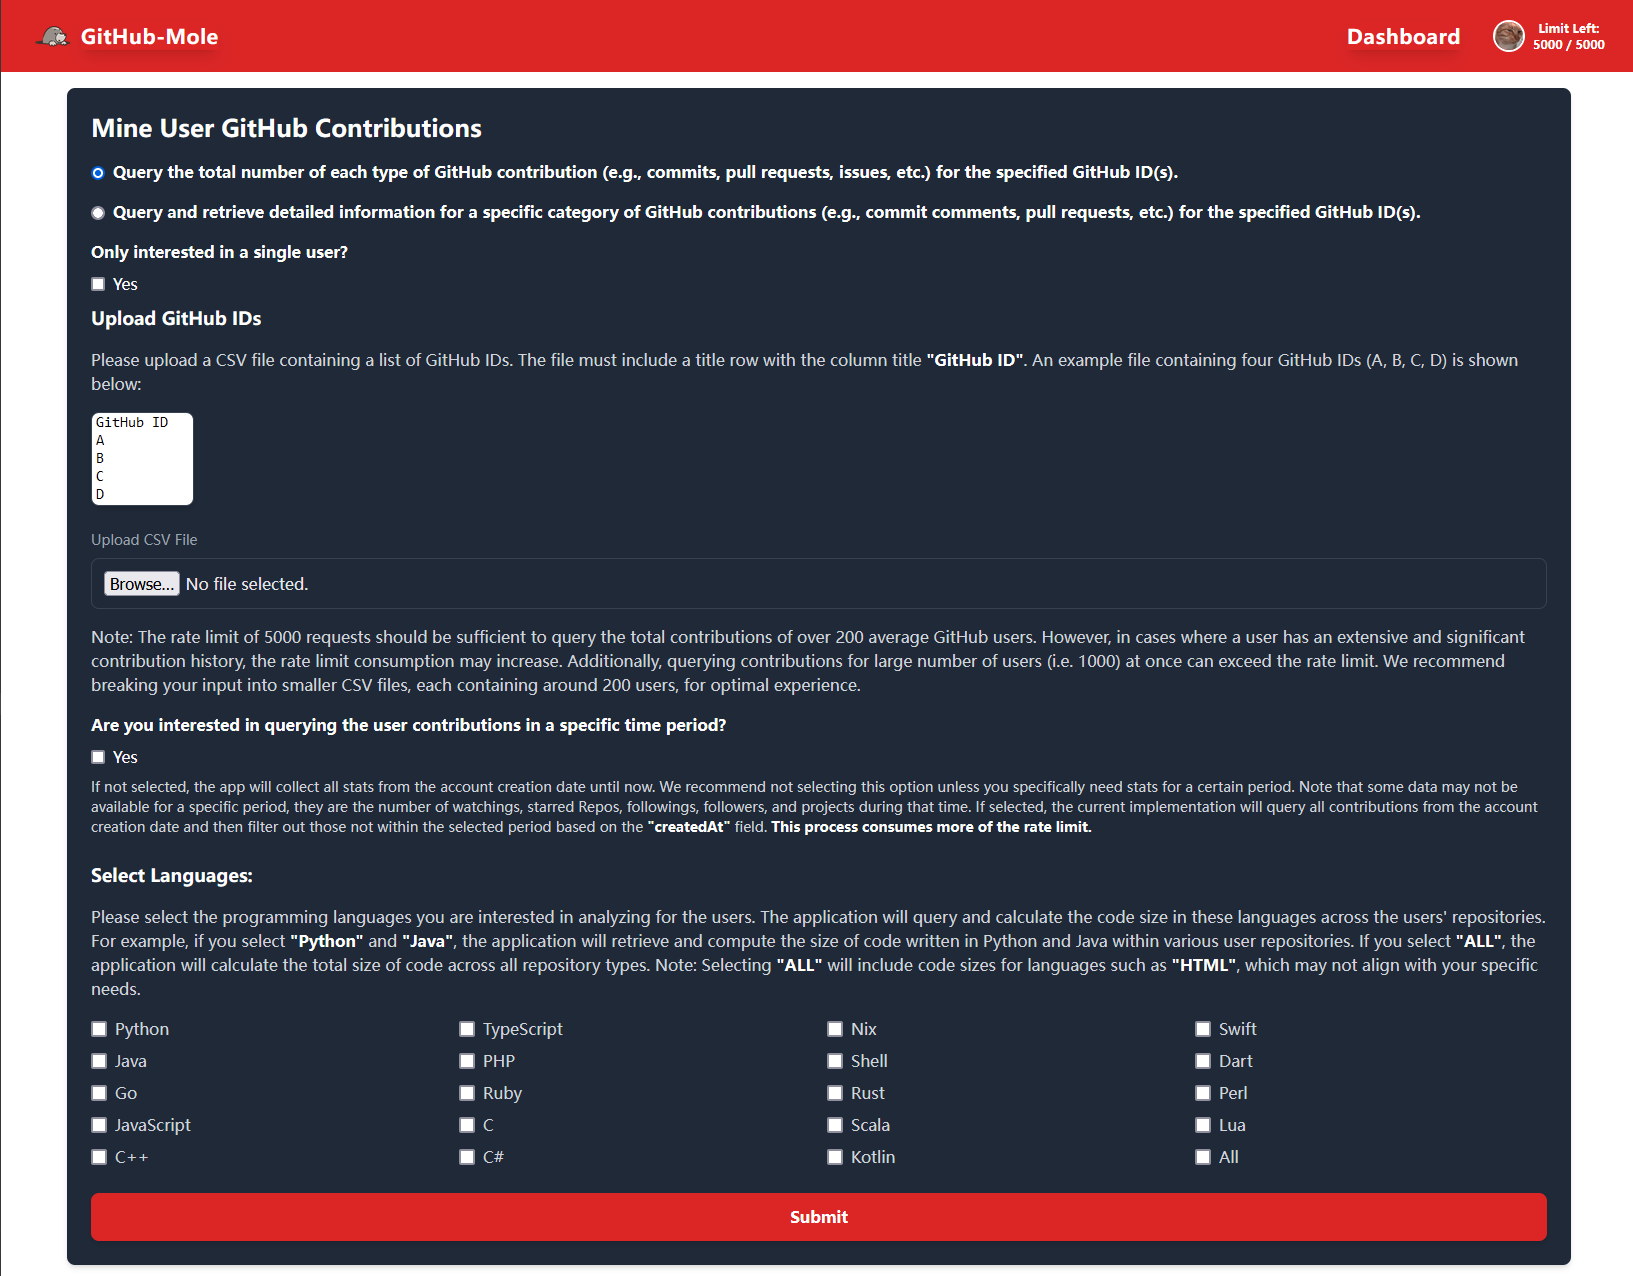 GitHub-Mole
Dashboard
Limit Left:
5000 / 5000
Mine User GitHub Contributions
Query the total number of each type of GitHub contribution (e.g., commits, pull requests, issues, etc.) for the specified GitHub ID(s).
Query and retrieve detailed information for a specific category of GitHub contributions (e.g., commit comments, pull requests, etc.) for the specified GitHub ID(s).
Only interested in a single user?
Yes
Upload GitHub IDs
Please upload a CSV file containing a list of GitHub IDs. The file must include a title row with the column title "GitHub ID". An example file containing four GitHub IDs (A, B, C, D) is shown
below:
GitHub ID
A
B
C
D
Upload CSV File
Browse... No file selected.
Note: The rate limit of 5000 requests should be sufficient to query the total contributions of over 200 average GitHub users. However, in cases where a user has an extensive and significant
contribution history, the rate limit consumption may increase. Additionally, querying contributions for large number of users (i.e. 1000) at once can exceed the rate limit. We recommend
breaking your input into smaller CSV files, each containing around 200 users, for optimal experience.
Are you interested in querying the user contributions in a specific time period?
Yes
If not selected, the app will collect all stats from the account creation date until now. We recommend not selecting this option unless you specifically need stats for a certain period. Note that some data may not be
available for a specific period, they are the number of watchings, starred Repos, followings, followers, and projects during that time. If selected, the current implementation will query all contributions from the account
creation date and then filter out those not within the selected period based on the "createdAt" field. This process consumes more of the rate limit.
Select Languages:
Please select the programming languages you are interested in analyzing for the users. The application will query and calculate the code size in these languages across the users' repositories.
For example, if you select "Python" and "Java", the application will retrieve and compute the size of code written in Python and Java within various user repositories. If you select "ALL", the
application will calculate the total size of code across all repository types. Note: Selecting "ALL" will include code sizes for languages such as "HTML", which may not align with your specific
needs.
Python TypeScript Nix Swift
Java PHP Shell Dart
Go Ruby Rust Perl
JavaScript C Scala Lua
C++ C# Kotlin All
Submit